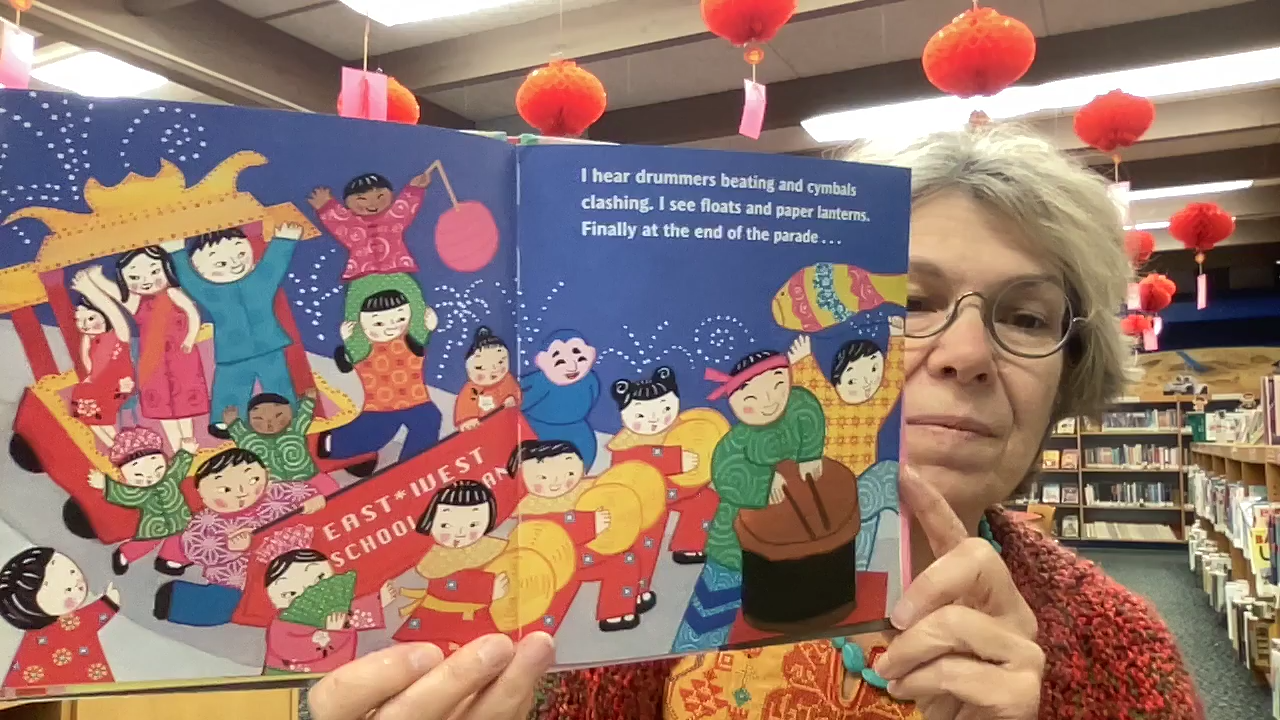 I hear drummers beating and cymbals
clashing. I see floats and paper lanterns.
Finally at the end of the parade...
EAST*WEST
SCHOOL AN